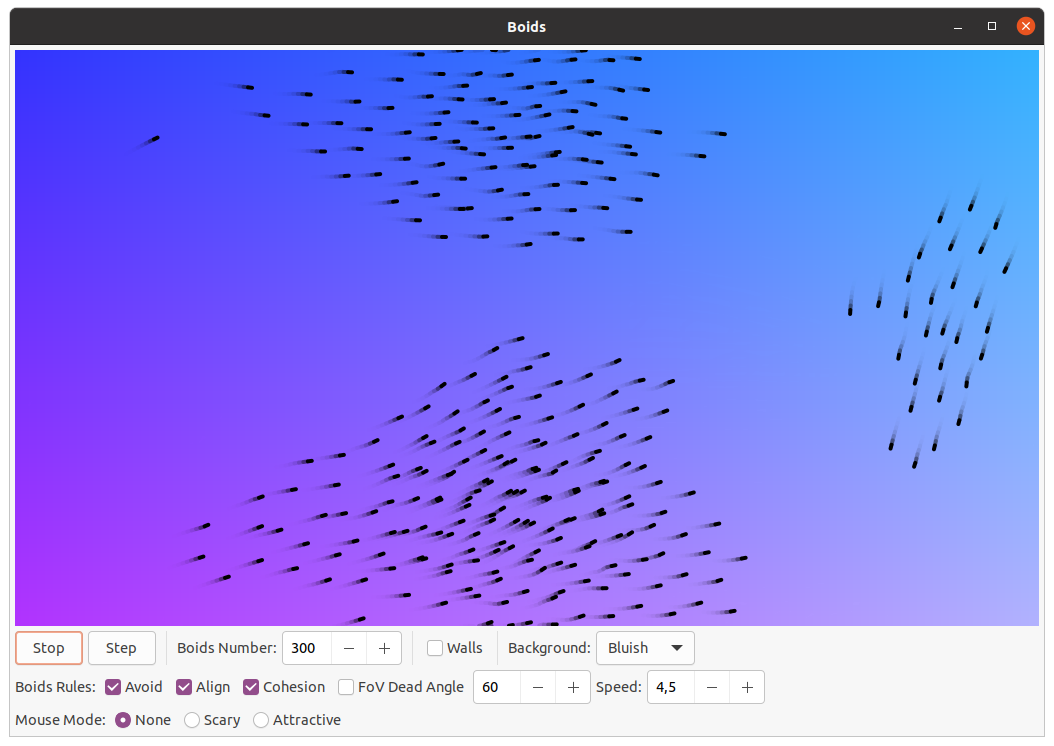 Boids
Stop Step Boids Number: 300 Walls Background: Bluish
Boids Rules: Avoid Align Cohesion FoV Dead Angle 60 Speed: 4,5
Mouse Mode: None Scary Attractive